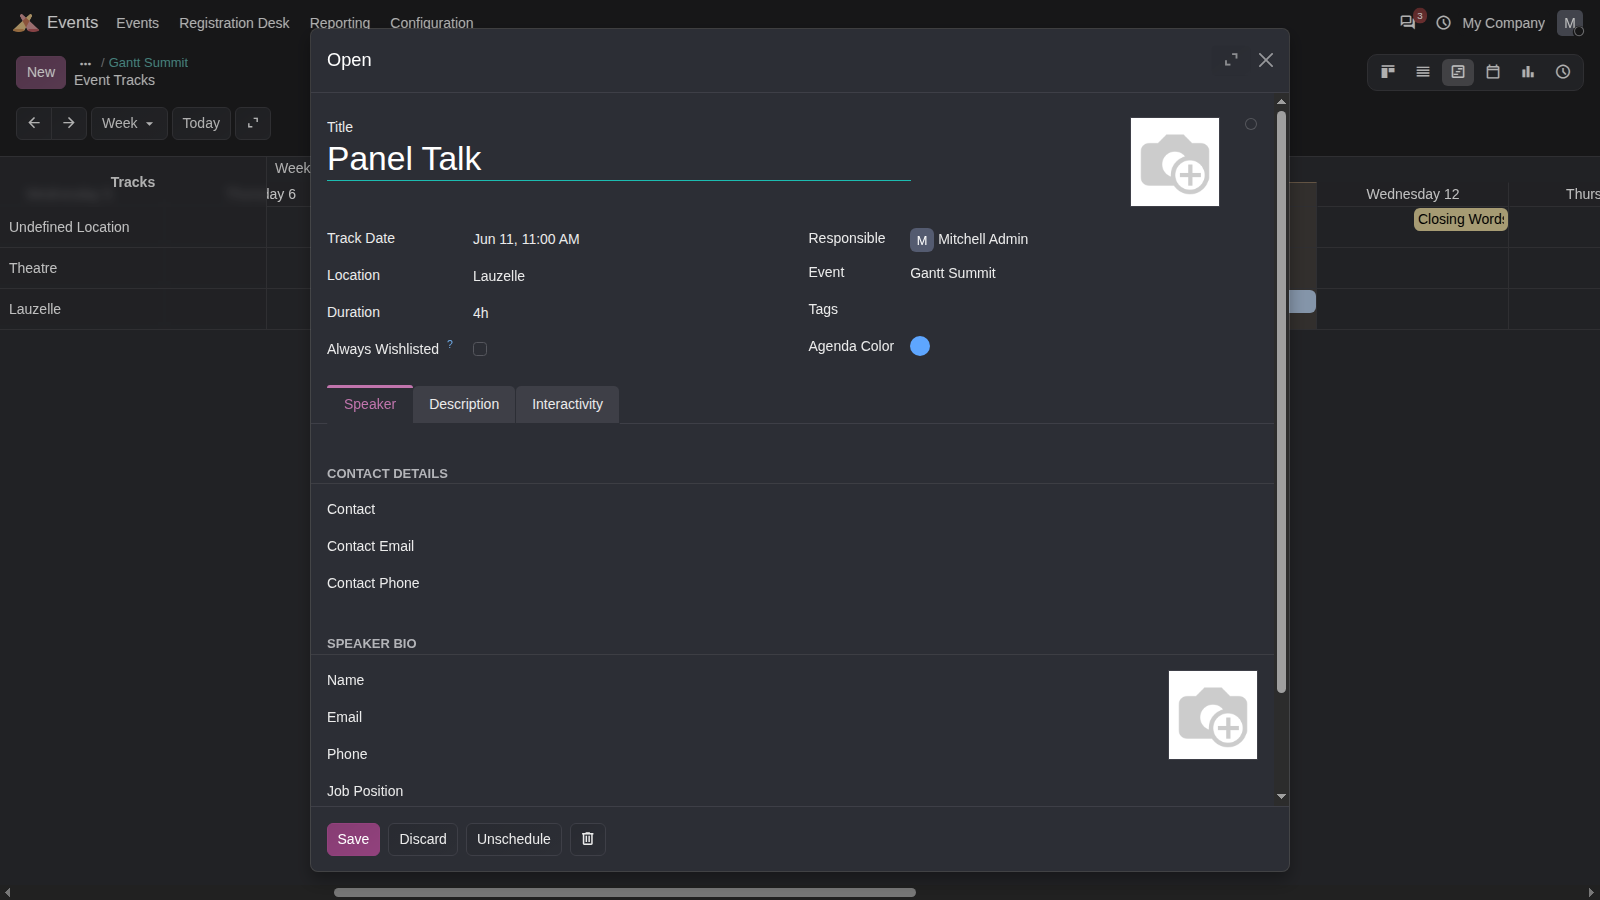 Events Events Registration Desk Reporting Configuration 3 My Company M
New ... / Gantt Summit
Event Tracks
Week Today
Open
Title
Panel Talk
Tracks
Week
day 6
Wednesday 12
Thurs
Undefined Location
Closing Words
Theatre
Lauzelle
Track Date Jun 11, 11:00 AM
Location Lauzelle
Duration 4h
Always Wishlisted ?
Responsible M Mitchell Admin
Event Gantt Summit
Tags
Agenda Color
Speaker Description Interactivity
CONTACT DETAILS
Contact
Contact Email
Contact Phone
SPEAKER BIO
Name
Email
Phone
Job Position
Save Discard Unschedule